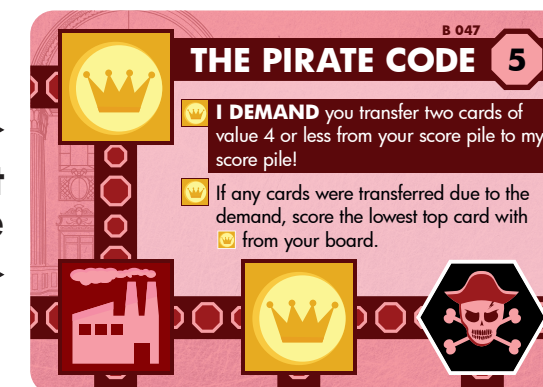 B 047
THE PIRATE CODE 5
I DEMAND you transfer two cards of
value 4 or less from your score pile to my
score pile!
If any cards were transferred due to the
demand, score the lowest top card with
from your board.